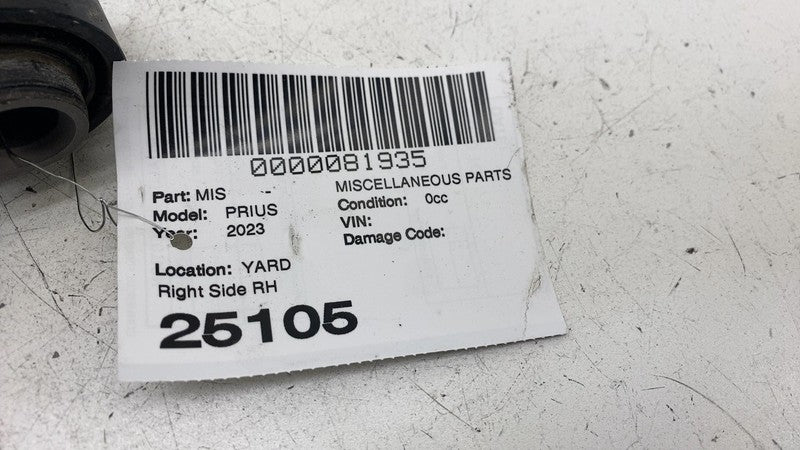 0000081935
Part: MIS - MISCELLANEOUS PARTS
Model: PRIUS Condition: 0cc
Year: 2023 VIN:
Damage Code:
Location: YARD
Right Side RH
25105